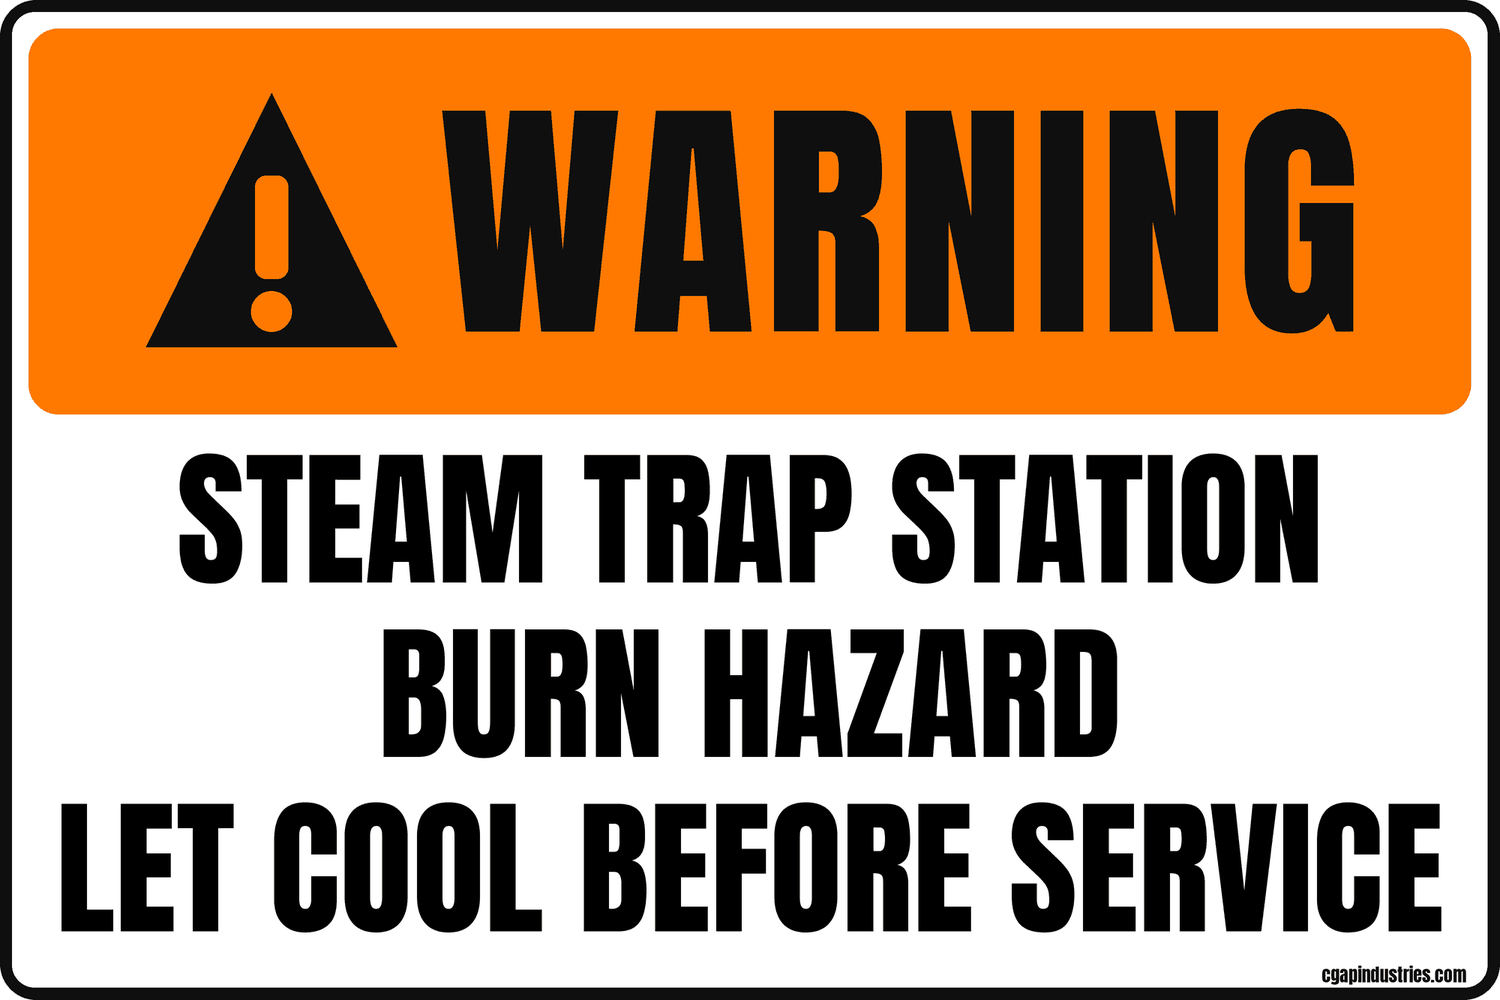 WARNING
STEAM TRAP STATION
BURN HAZARD
LET COOL BEFORE SERVICE
cgapindustries.com